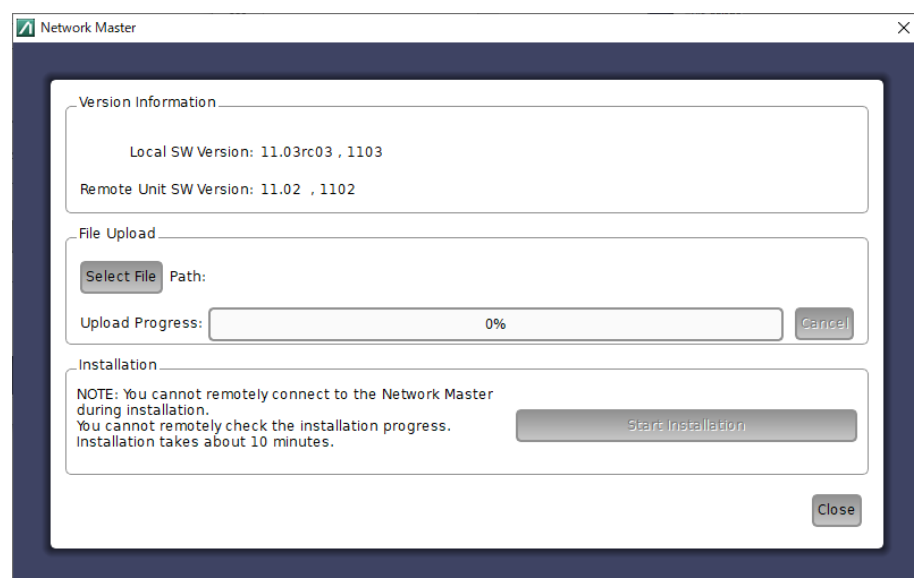 Network Master
Version Information
Local SW Version: 11.03rc03 , 1103
Remote Unit SW Version: 11.02 , 1102
File Upload
Select File Path:
Upload Progress: 0% Cancel
Installation
NOTE: You cannot remotely connect to the Network Master
during installation.
You cannot remotely check the installation progress.
Installation takes about 10 minutes.
Start Installation
Close